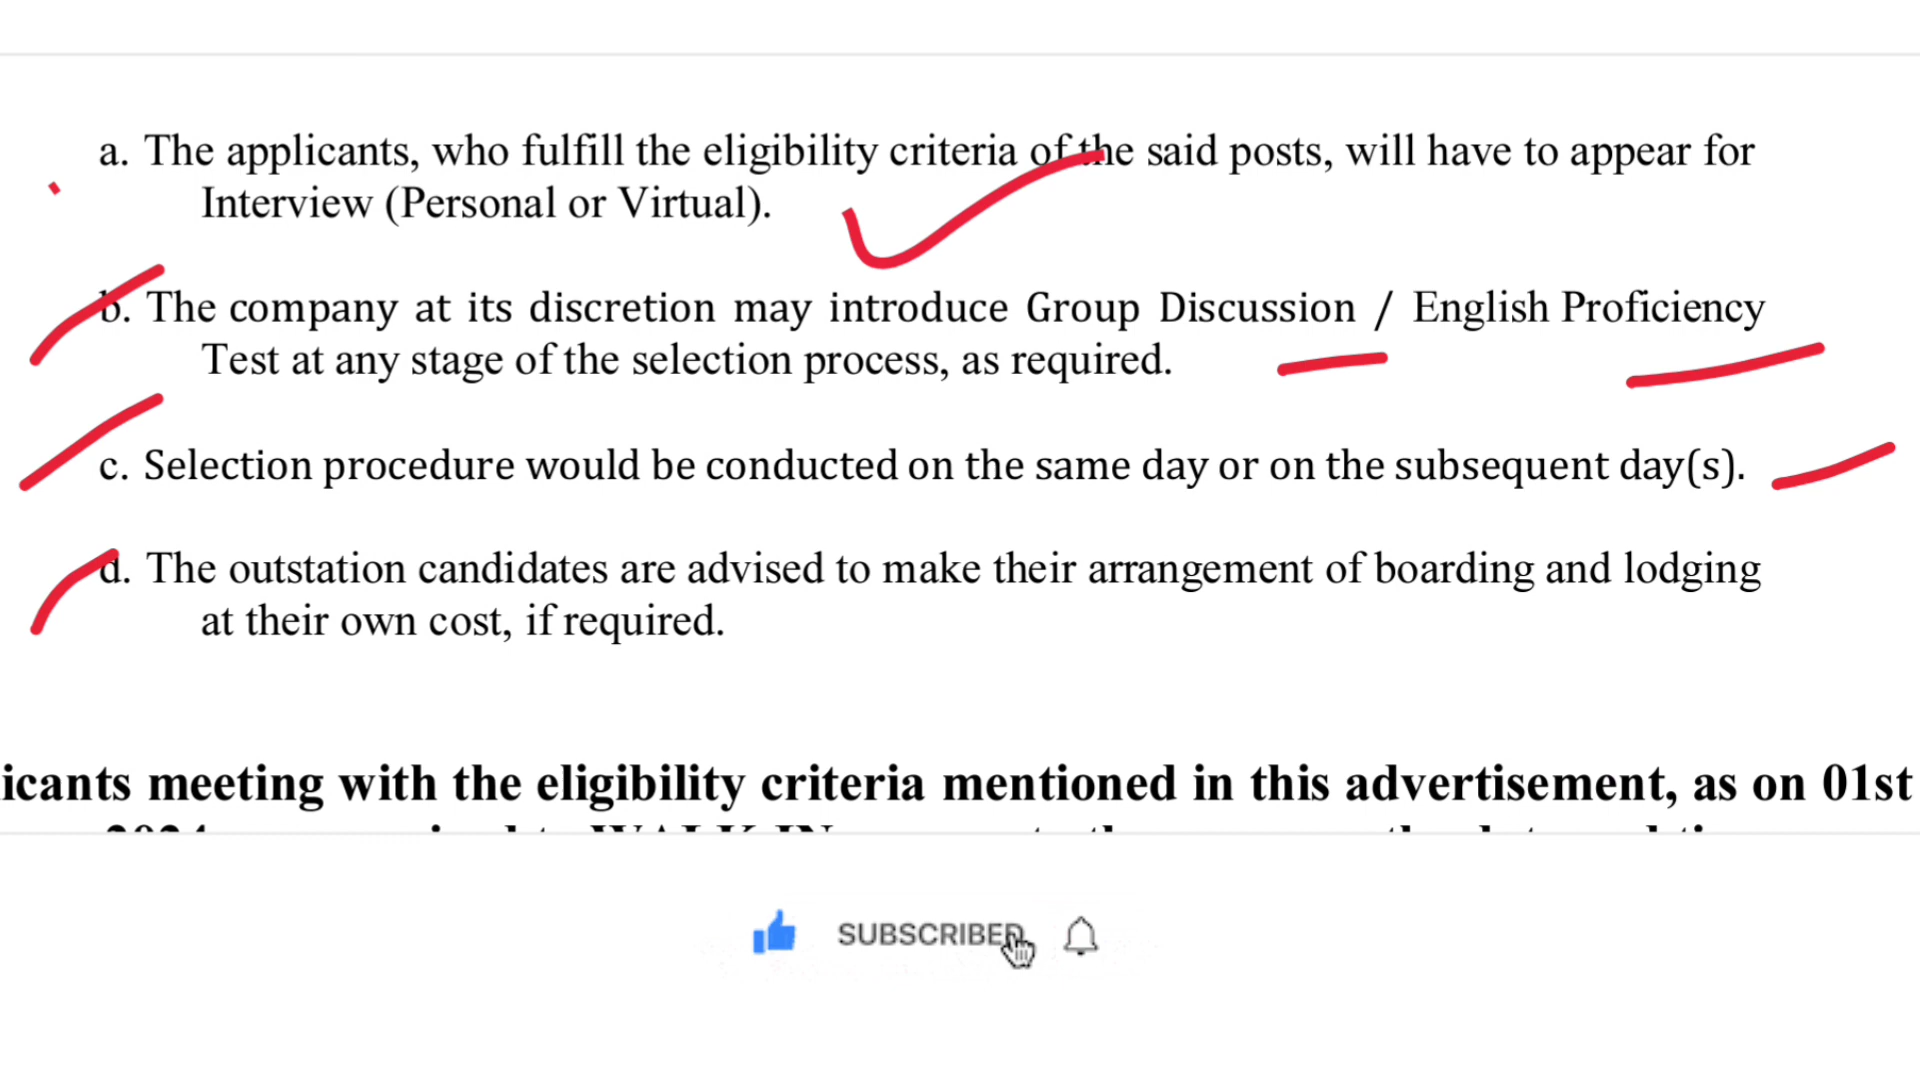 a. The applicants, who fulfill the eligibility criteria of the said posts, will have to appear for
Interview (Personal or Virtual).
b. The company at its discretion may introduce Group Discussion / English Proficiency
Test at any stage of the selection process, as required.
c. Selection procedure would be conducted on the same day or on the subsequent day(s).
d. The outstation candidates are advised to make their arrangement of boarding and lodging
at their own cost, if required.
icants meeting with the eligibility criteria mentioned in this advertisement, as on 01st
2024 WALK-IN
SUBSCRIBED